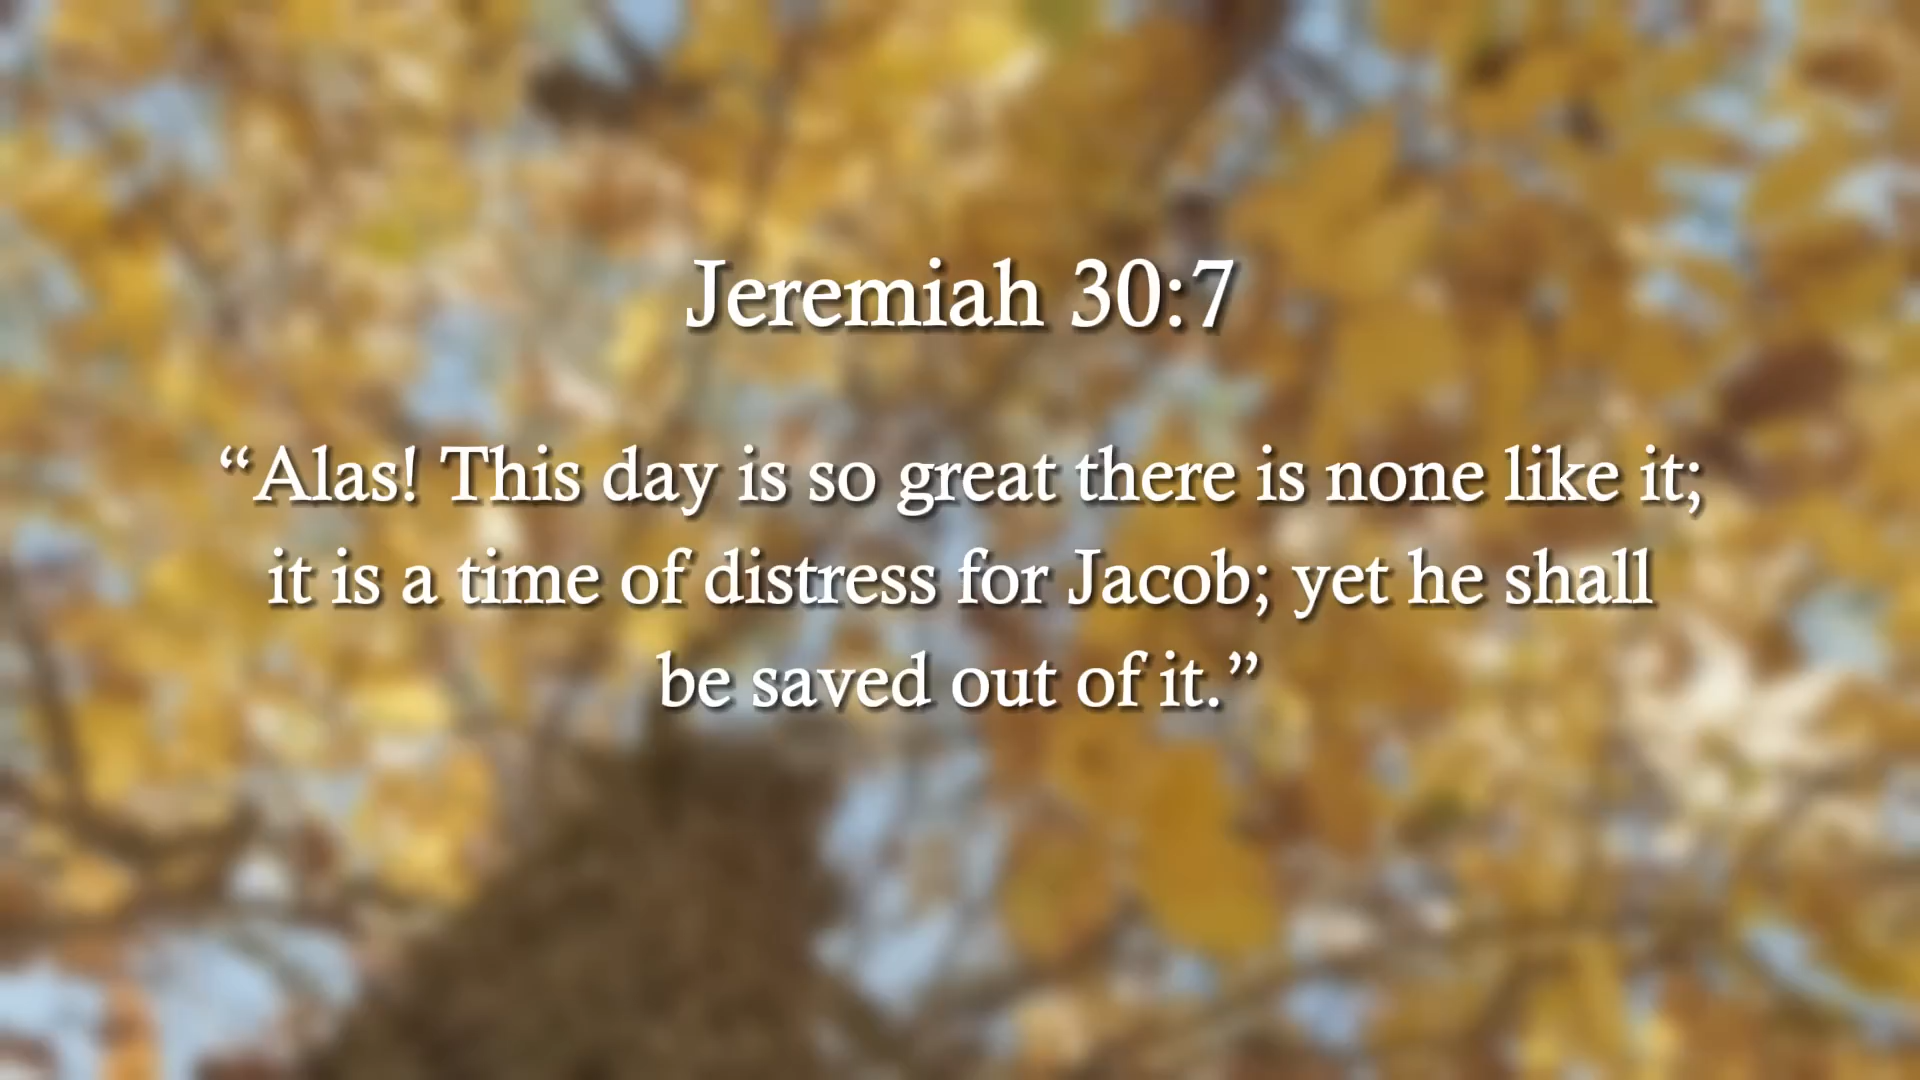 Jeremiah 30:7
“Alas! This day is so great there is none like it;
it is a time of distress for Jacob; yet he shall
be saved out of it.”